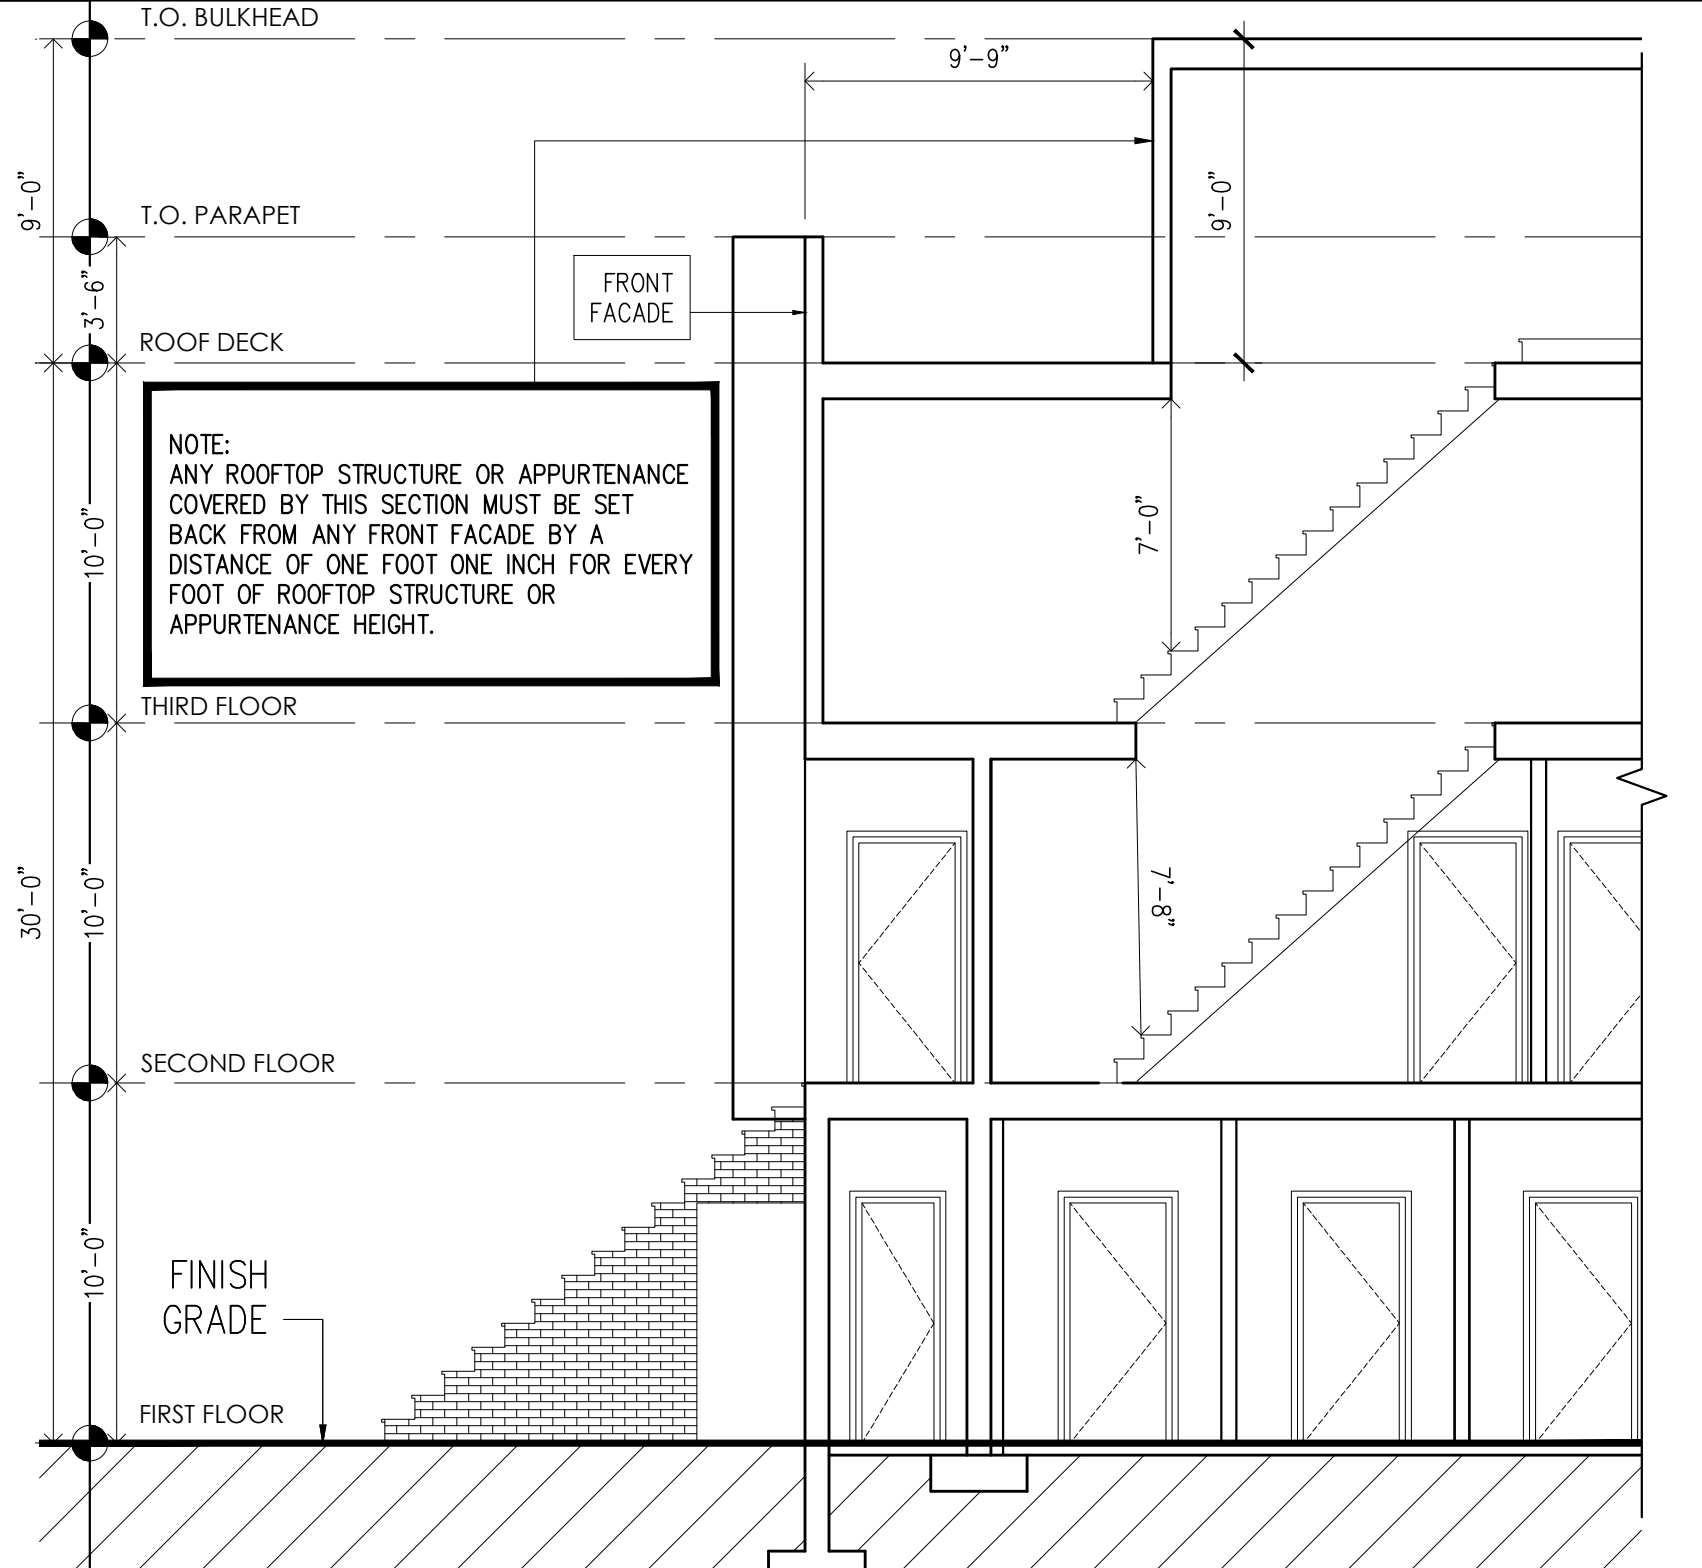 T.O. BULKHEAD
9'-9"
9'-0"
9'-0"
T.O. PARAPET
3'-6"
FRONT
FACADE
ROOF DECK
NOTE:
ANY ROOFTOP STRUCTURE OR APPURTENANCE
COVERED BY THIS SECTION MUST BE SET
BACK FROM ANY FRONT FACADE BY A
DISTANCE OF ONE FOOT ONE INCH FOR EVERY
FOOT OF ROOFTOP STRUCTURE OR
APPURTENANCE HEIGHT.
10'-0"
7'-0"
THIRD FLOOR
30'-0"
10'-0"
7'-8"
SECOND FLOOR
10'-0"
FINISH
GRADE
FIRST FLOOR